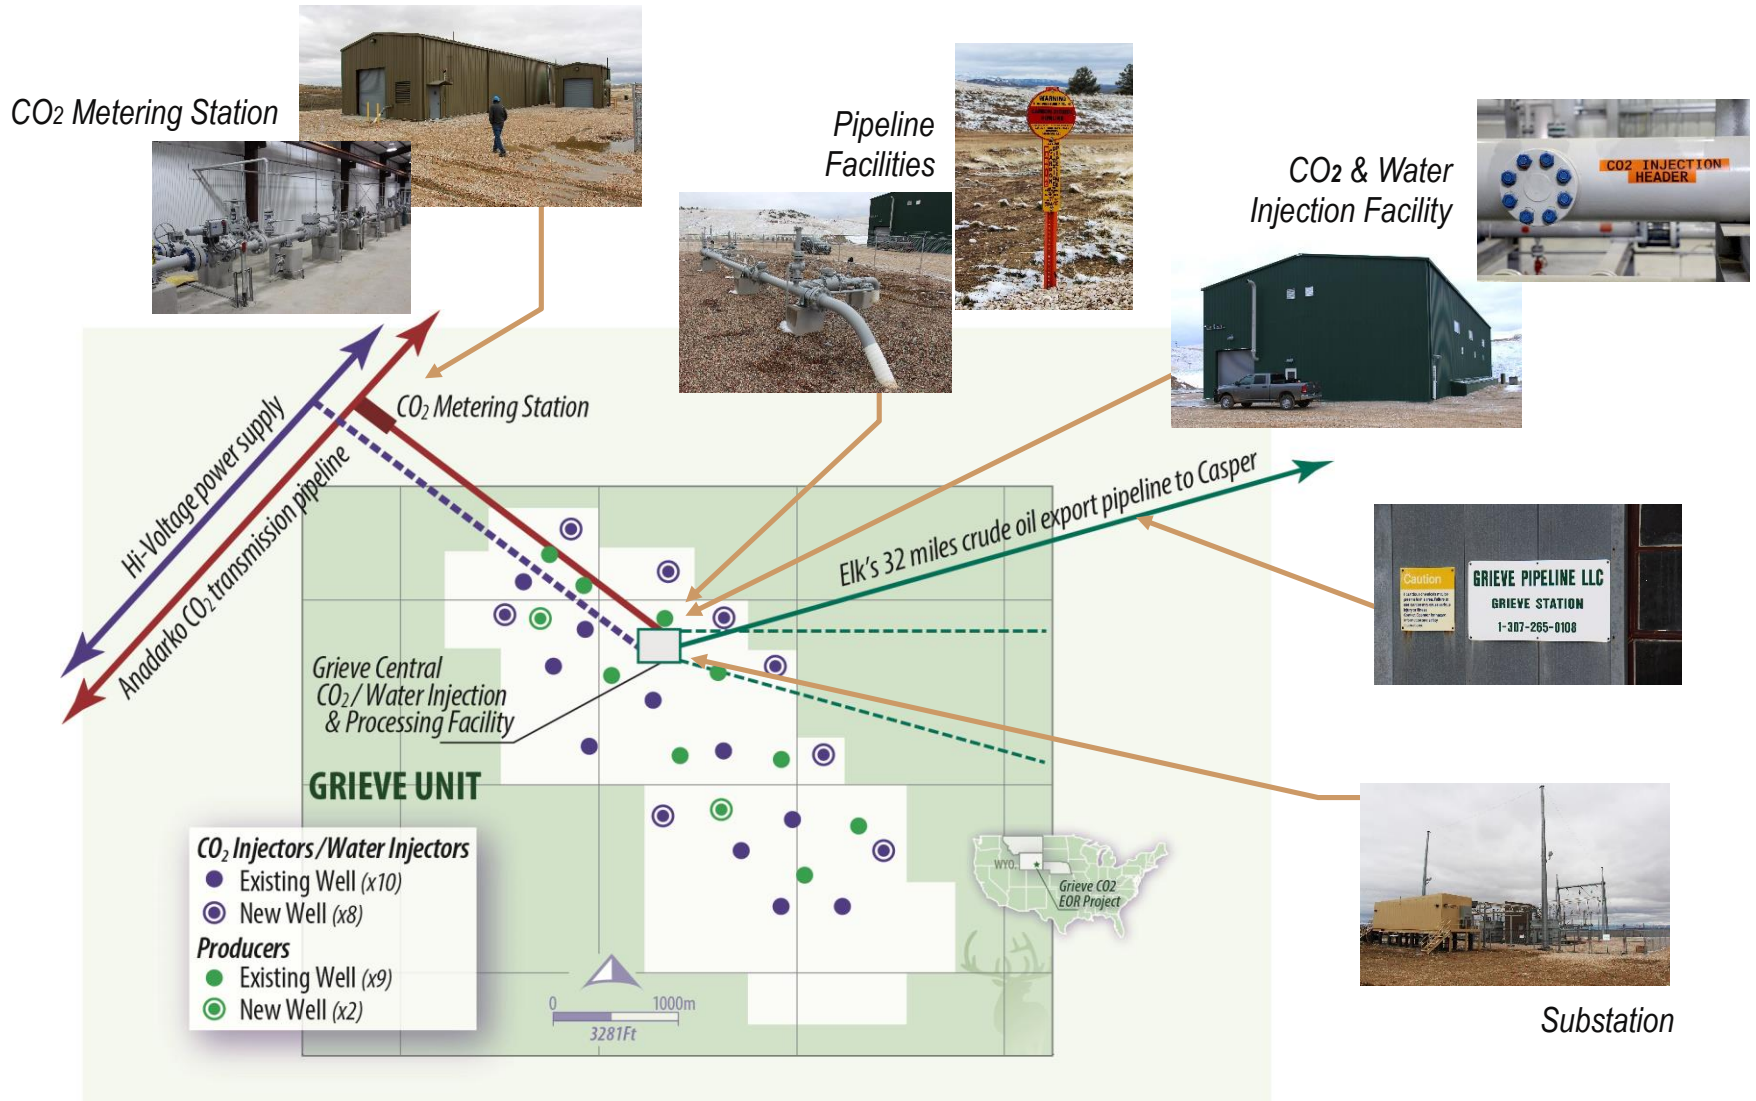 CO2 Metering Station
Pipeline
Facilities
WARNING
CO2 & Water
Injection Facility
CO2 INJECTION
HEADER
CO2 Metering Station
Hi-Voltage power supply
Anadarko CO2 transmission pipeline
Elk's 32 miles crude oil export pipeline to Casper
Caution
GRIEVE PIPELINE LLC
GRIEVE STATION
1-307-265-0108
Grieve Central
CO2 / Water Injection
& Processing Facility
GRIEVE UNIT
CO2 Injectors/Water Injectors
Existing Well (x10)
New Well (x8)
Producers
Existing Well (x9)
New Well (x2)
0 1000m
3281Ft
WYO.
Grieve CO2
EOR Project
Substation